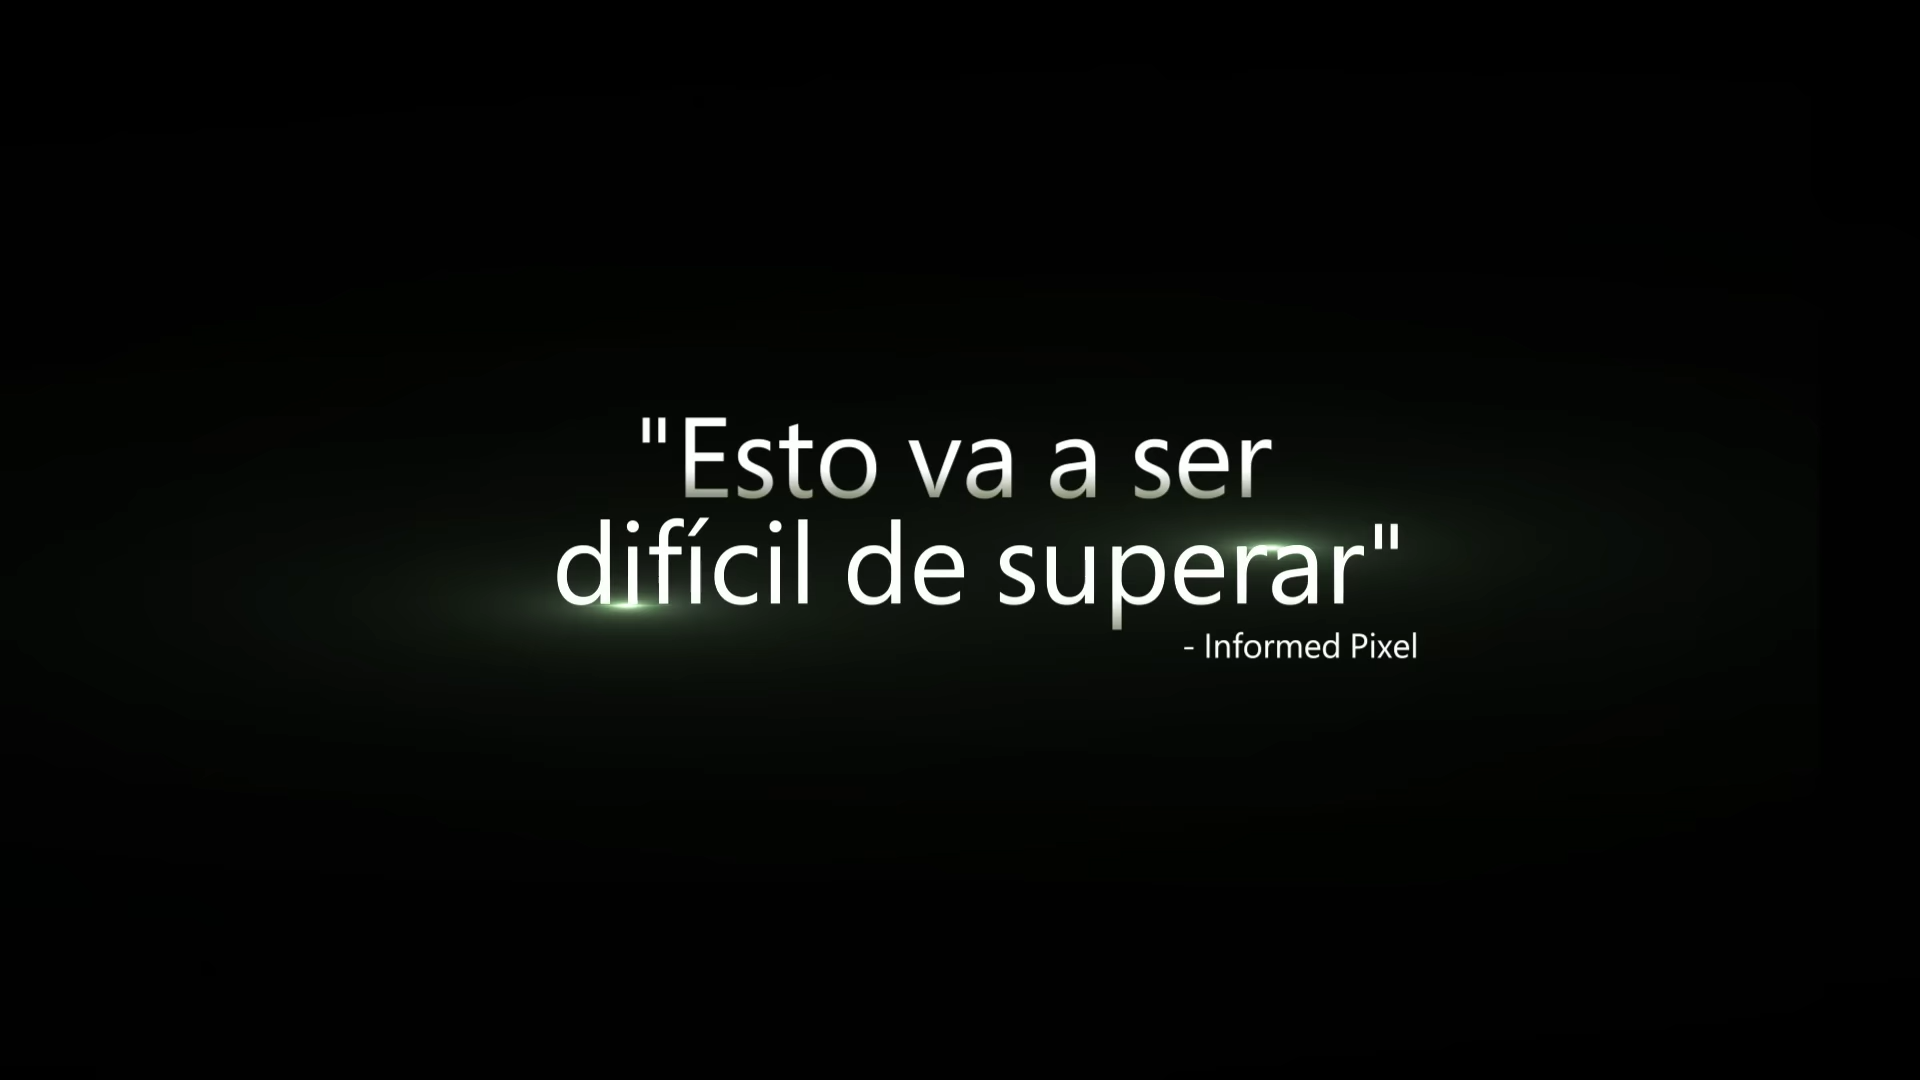 "Esto va a ser
difícil de superar"
- Informed Pixel